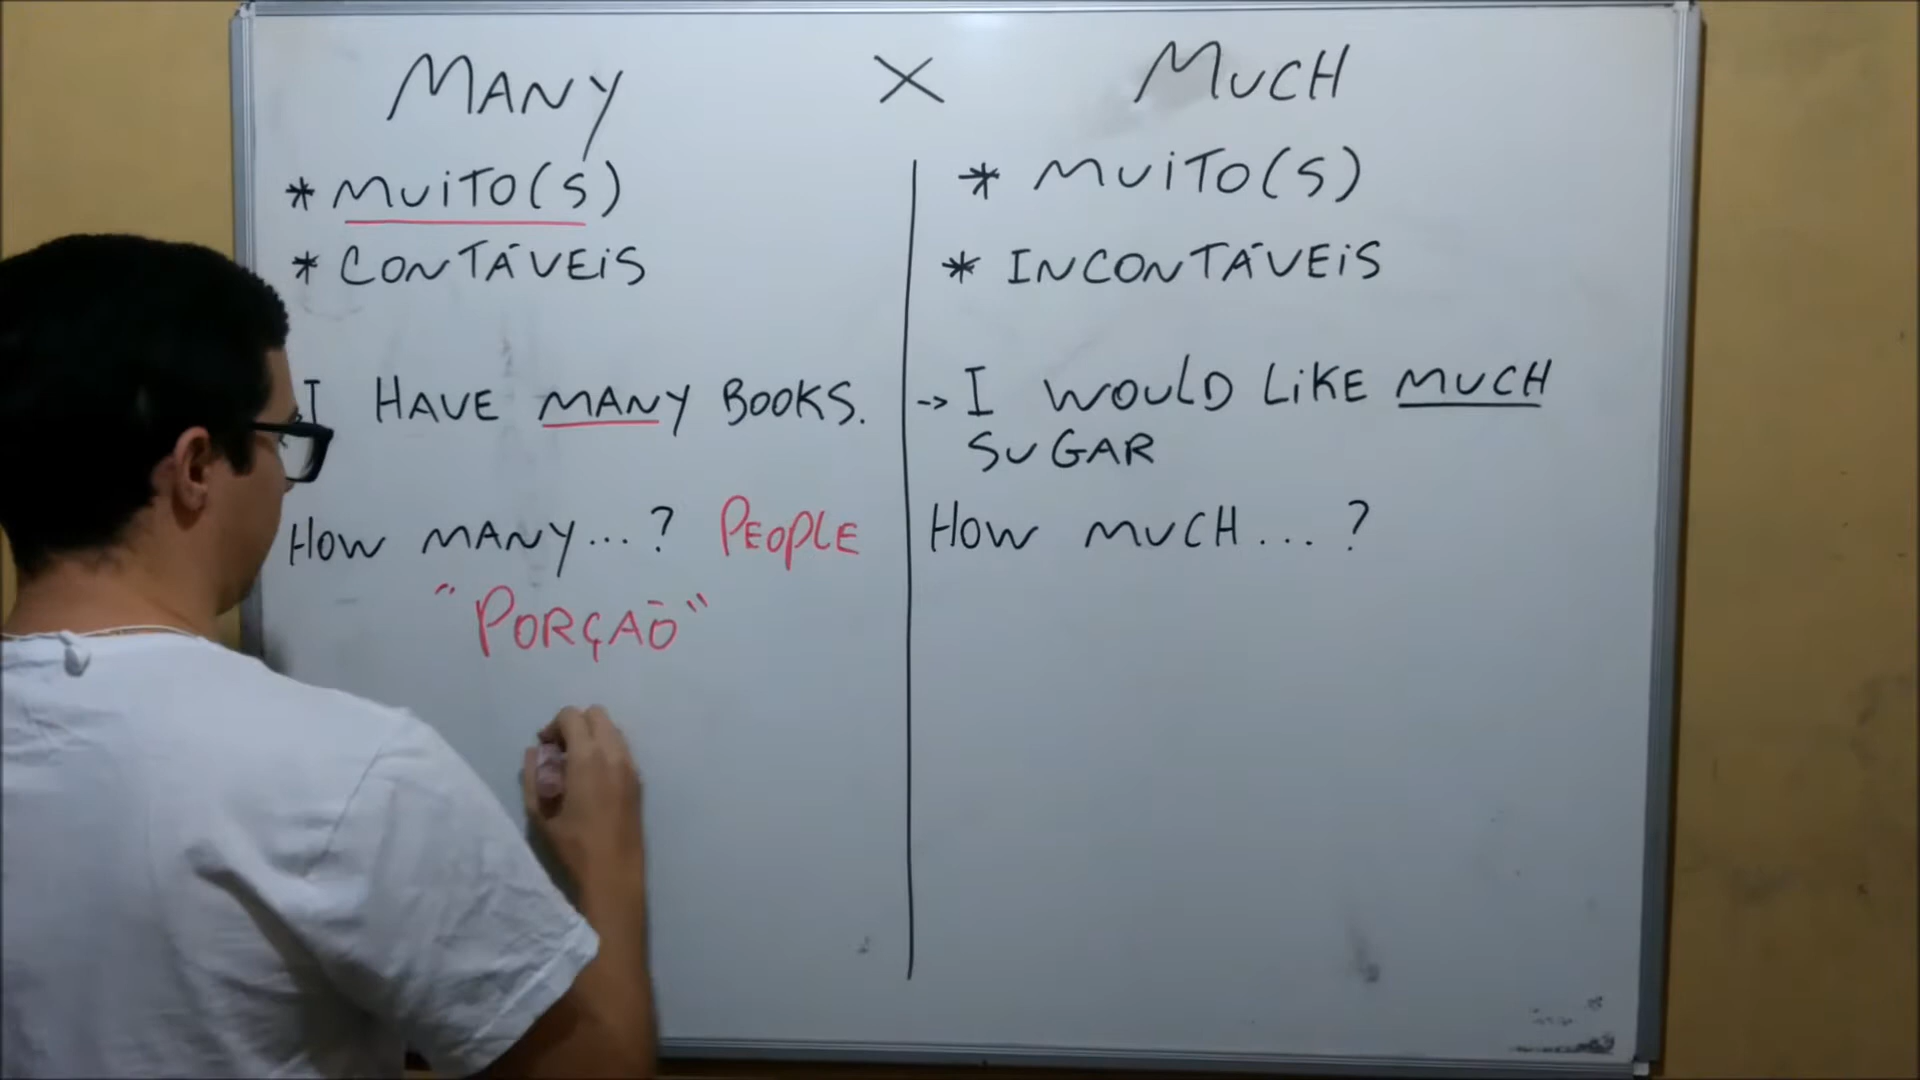 MANY X MUCH
* MUITO(S)
* CONTÁVEIS
I HAVE MANY BOOKS.
HOW MANY...? PEOPLE
"PORÇÃO"
* MUITO(S)
* INCONTÁVEIS
-> I WOULD LIKE MUCH
SUGAR
HOW MUCH...?